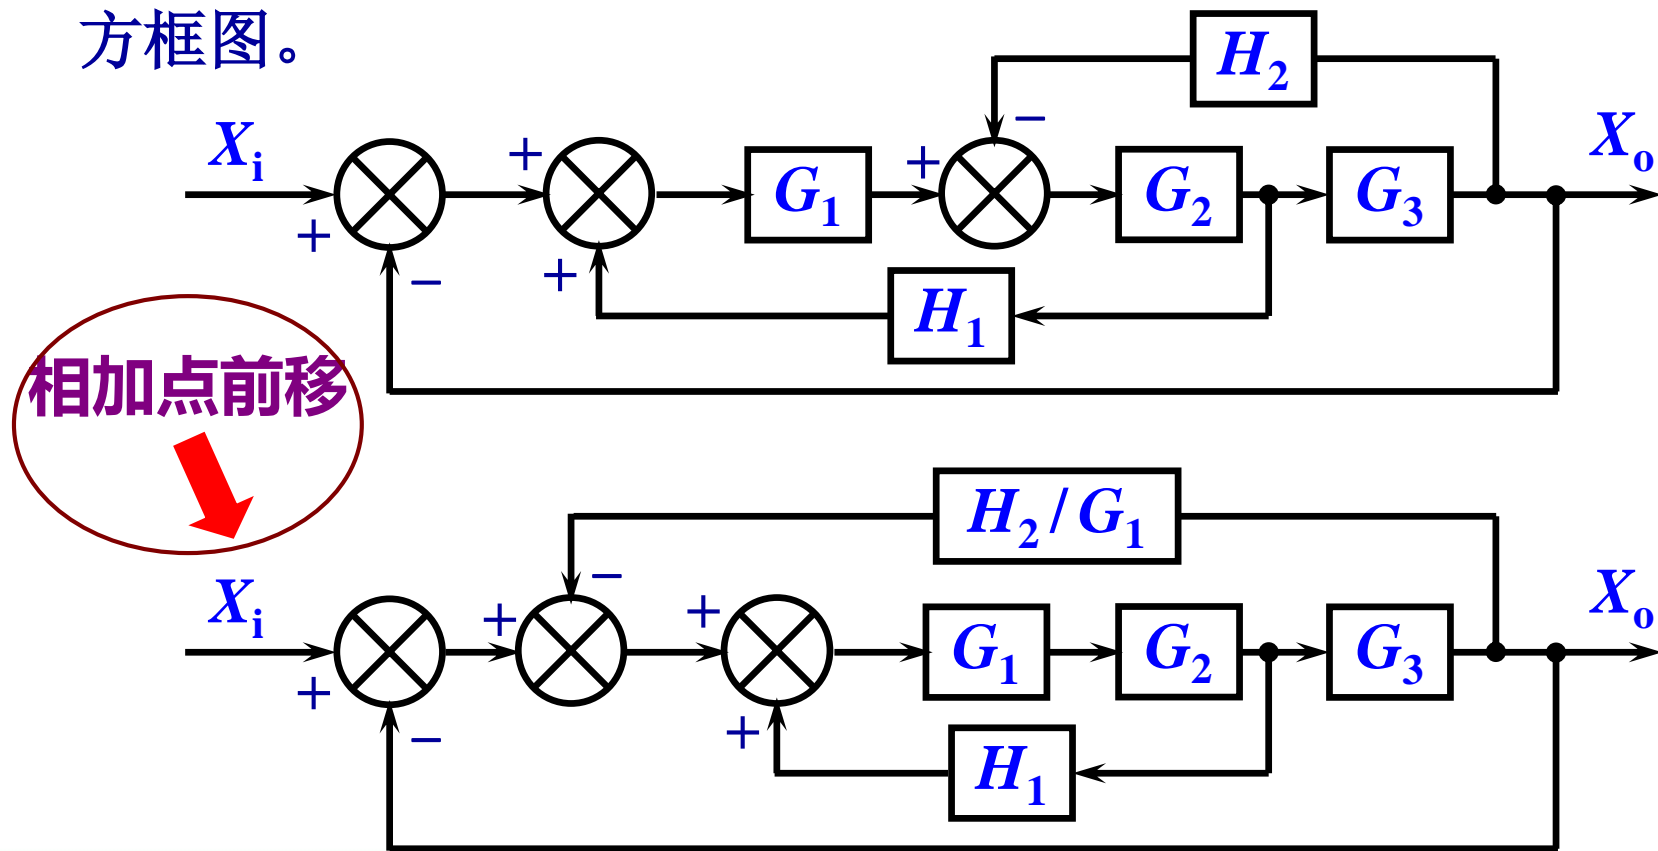 方框图。
H₂
Xᵢ + − + + G₁ + − G₂ G₃ Xₒ
H₁
相加点前移
H₂ / G₁
Xᵢ + − + − + + G₁ G₂ G₃ Xₒ
H₁